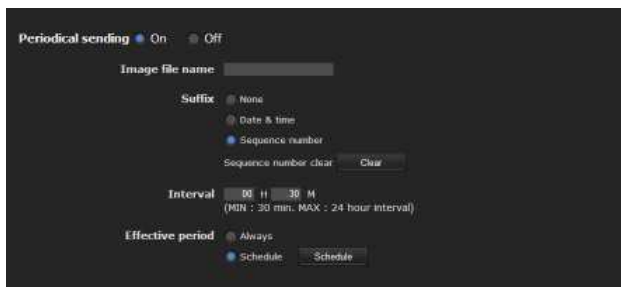 Periodical sending On Off
Image file name
Suffix None
Date & time
Sequence number
Sequence number clear Clear
Interval 00 H 30 M
(MIN : 30 min. MAX : 24 hour interval)
Effective period Always
Schedule Schedule